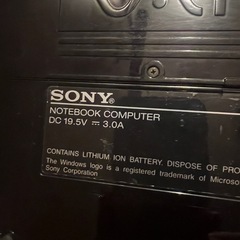 SONY®
NOTEBOOK COMPUTER
DC 19.5V ⎓ 3.0A
CONTAINS LITHIUM ION BATTERY. DISPOSE OF PRO
The Windows logo is a registered trademark of Microso
Sony Corporation